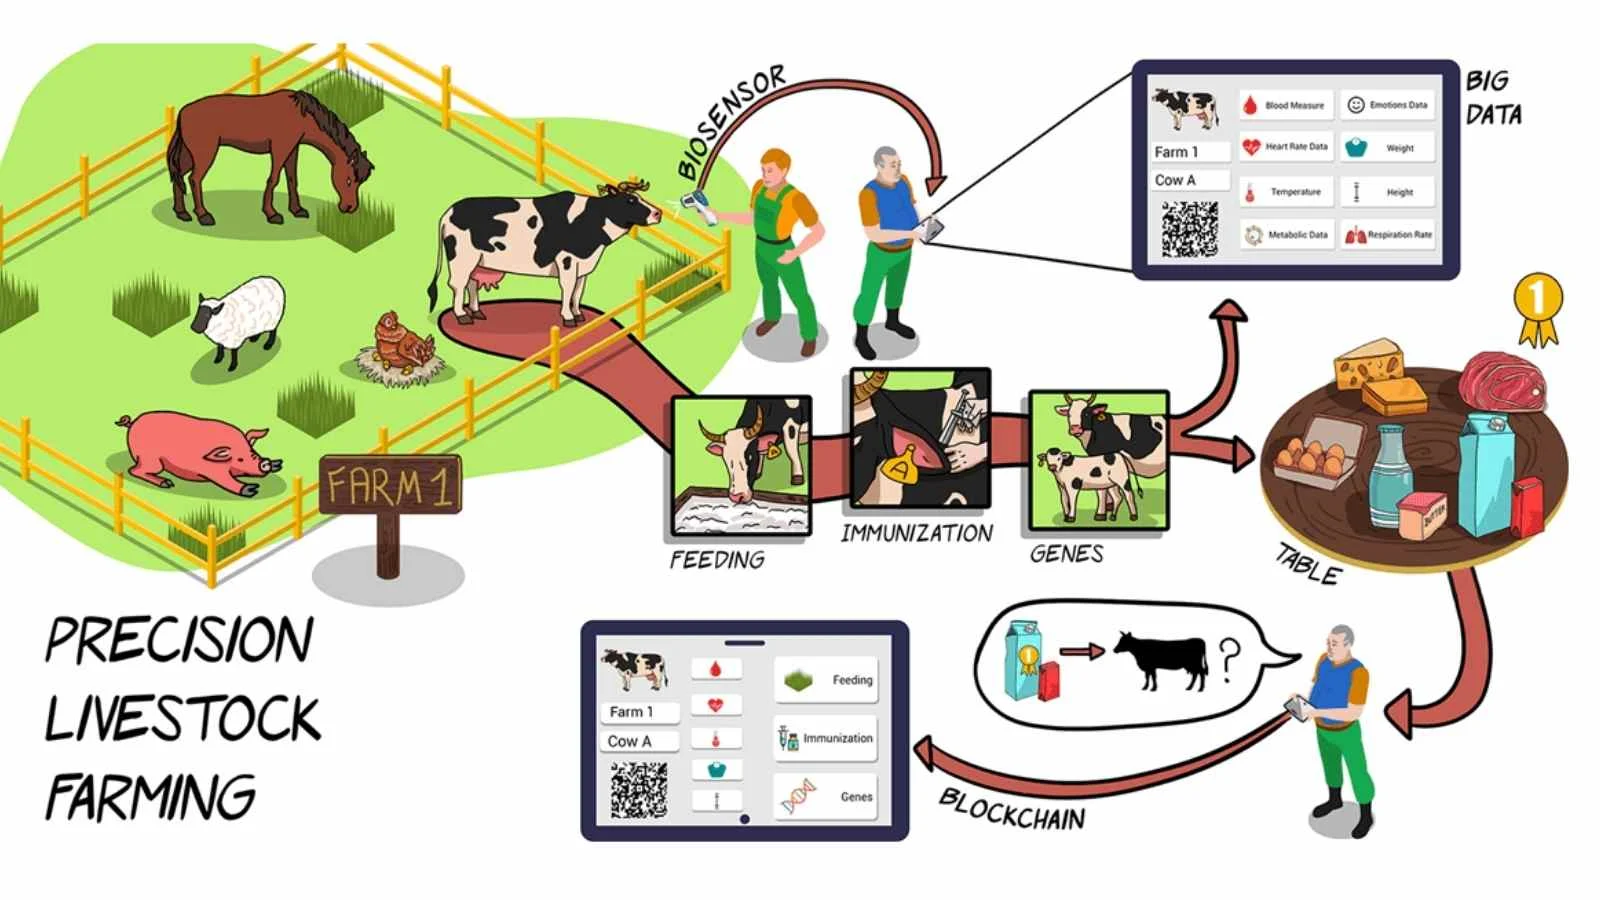 BIOSENSOR
BIG
DATA
Farm 1
Cow A
Blood Measure
Emotions Data
Heart Rate Data
Weight
Temperature
Height
Metabolic Data
Respiration Rate
1
FARM 1
A
A
FEEDING
IMMUNIZATION
GENES
BUTTER
TABLE
PRECISION
LIVESTOCK
FARMING
Farm 1
Cow A
Feeding
Immunization
Genes
1
?
BLOCKCHAIN